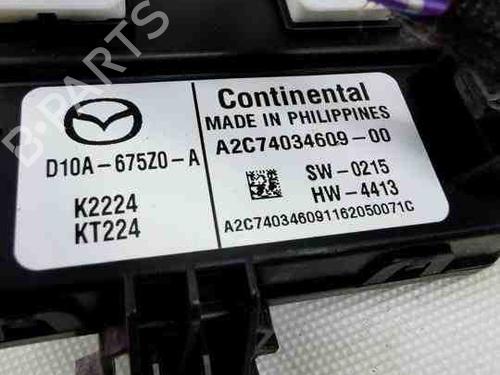 B-PARTS
Continental
MADE IN PHILIPPINES
A2C74034609-00
SW-0215
HW-4413
A2C740346091162050071C
D10A-675Z0-A
K2224
KT224